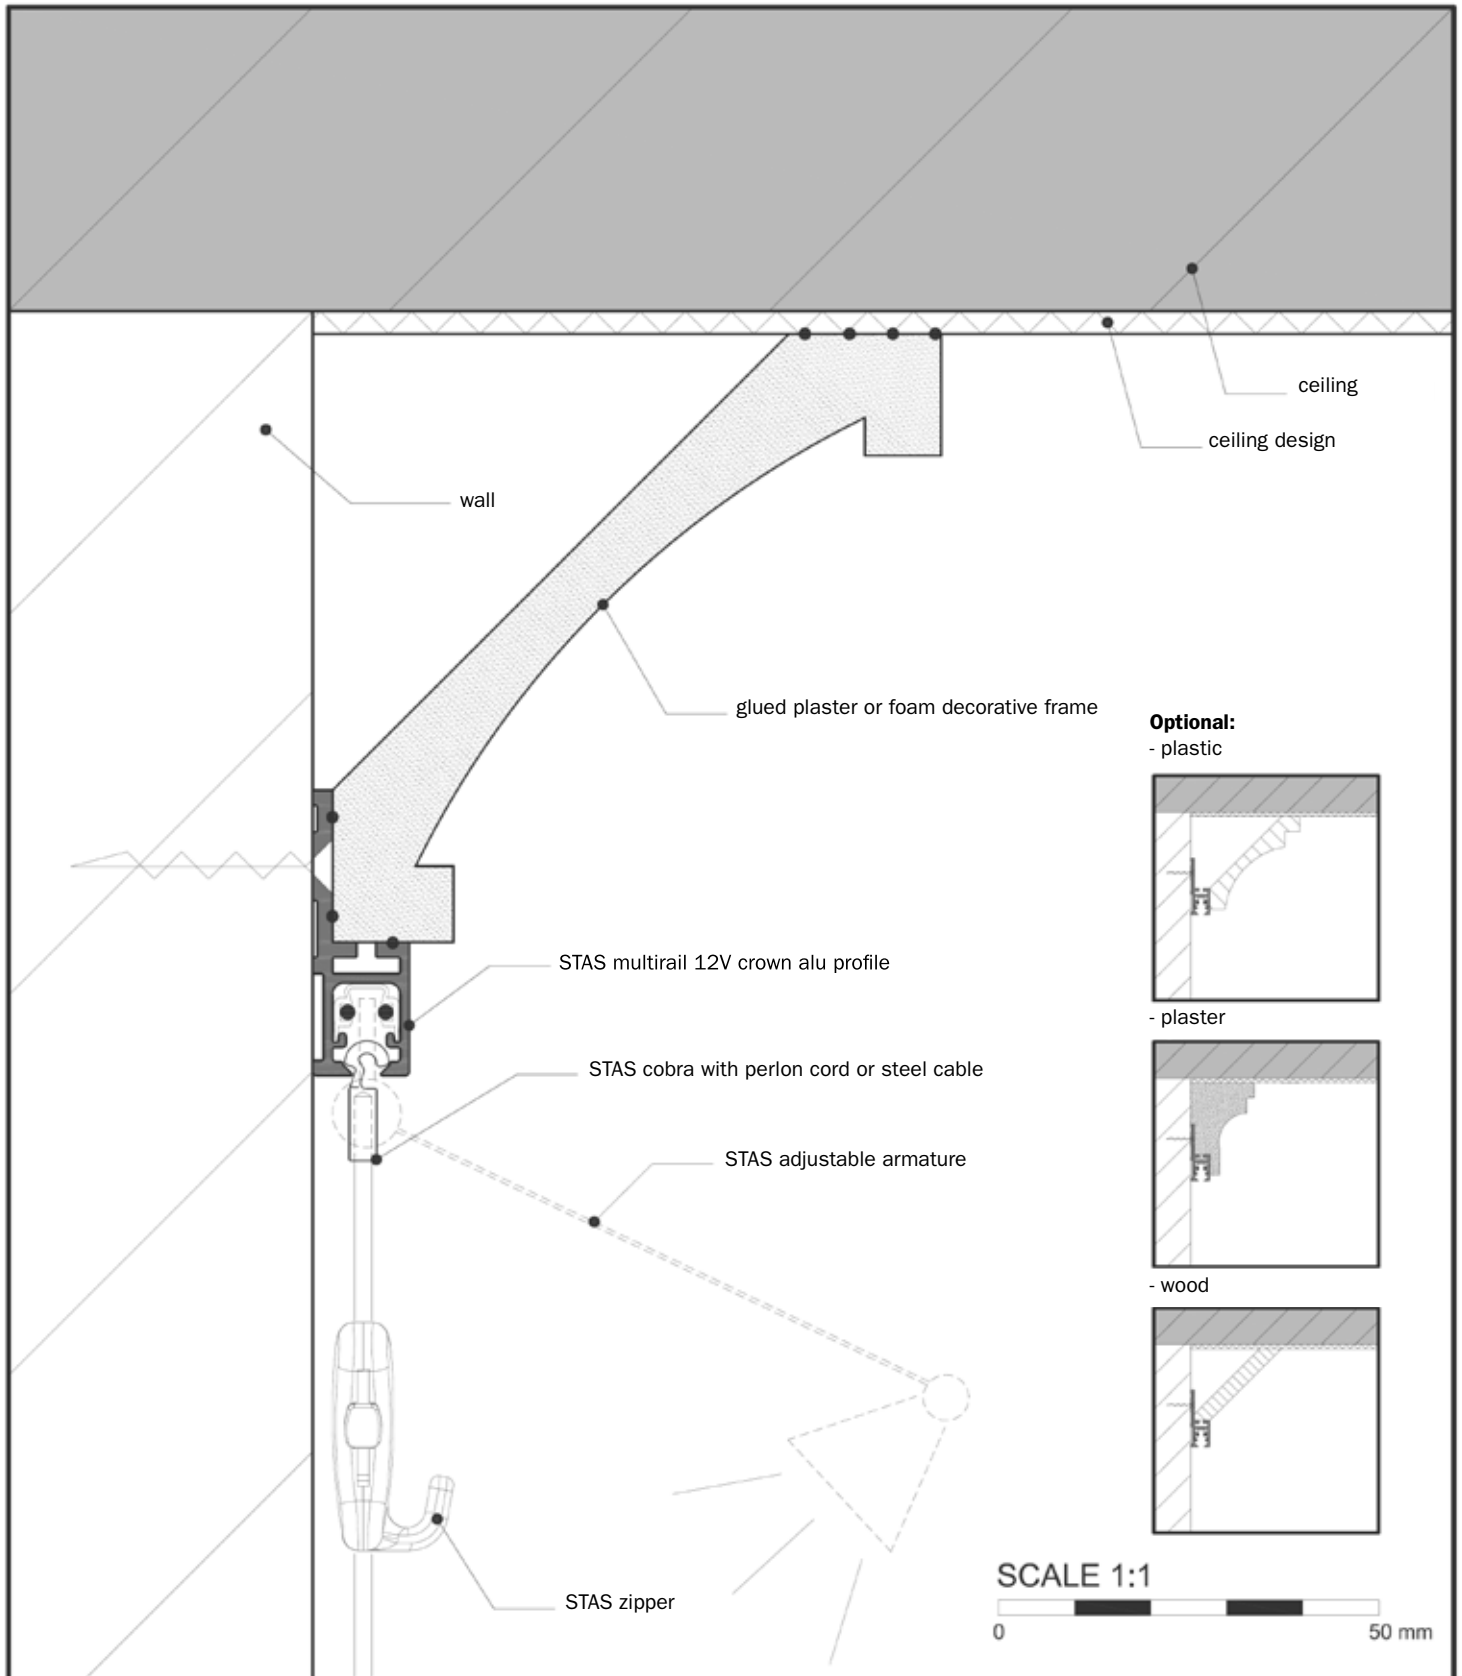 ceiling
ceiling design
wall
glued plaster or foam decorative frame
Optional:
- plastic
STAS multirail 12V crown alu profile
- plaster
STAS cobra with perlon cord or steel cable
STAS adjustable armature
- wood
SCALE 1:1
STAS zipper
0
50 mm